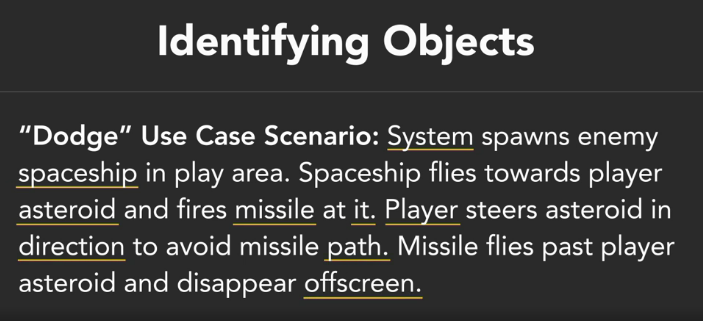 Identifying Objects
“Dodge” Use Case Scenario: System spawns enemy
spaceship in play area. Spaceship flies towards player
asteroid and fires missile at it. Player steers asteroid in
direction to avoid missile path. Missile flies past player
asteroid and disappear offscreen.